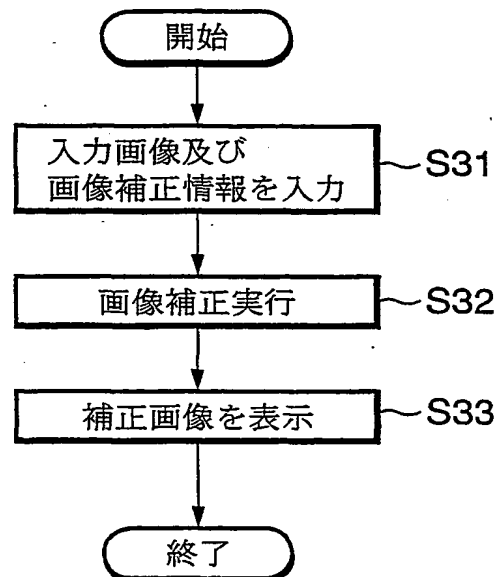 開始
入力画像及び
画像補正情報を入力
S31
画像補正実行
S32
補正画像を表示
S33
終了